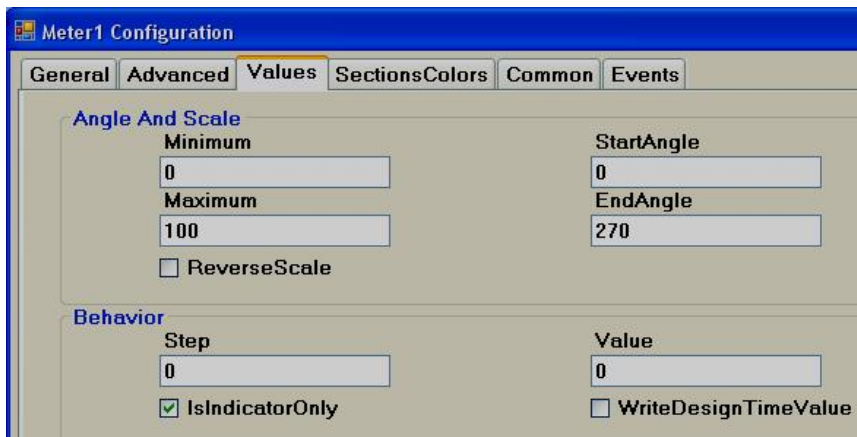 Meter1 Configuration
General Advanced Values SectionsColors Common Events
Angle And Scale
Minimum StartAngle
0 0
Maximum EndAngle
100 270
ReverseScale
Behavior
Step Value
0 0
IsIndicatorOnly WriteDesignTimeValue